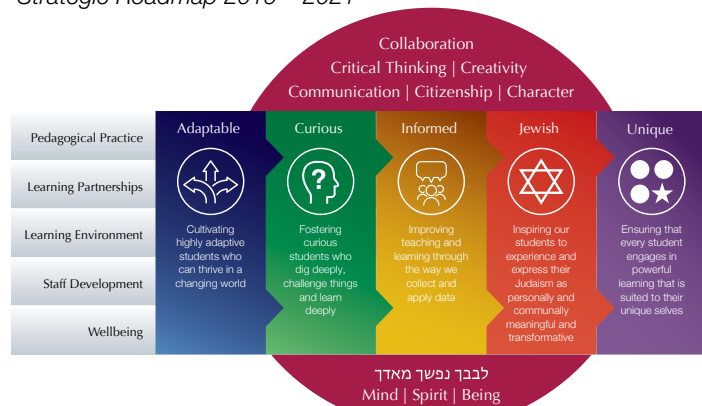 Strategic Roadmap 2019 – 2021
Collaboration
Critical Thinking | Creativity
Communication | Citizenship | Character
Pedagogical Practice
Learning Partnerships
Learning Environment
Staff Development
Wellbeing
Adaptable
Cultivating
highly adaptive
students who
can thrive in a
changing world
Curious
?
Fostering
curious
students who
dig deeply,
challenge things
and learn
deeply
Informed
Improving
teaching and
learning through
the way we
collect and
apply data
Jewish
Inspiring our
students to
experience and
express their
Judaism as
personally and
communally
meaningful and
transformative
Unique
Ensuring that
every student
engages in
powerful
learning that is
suited to their
unique selves
לבבך נפשך מאדך
Mind | Spirit | Being